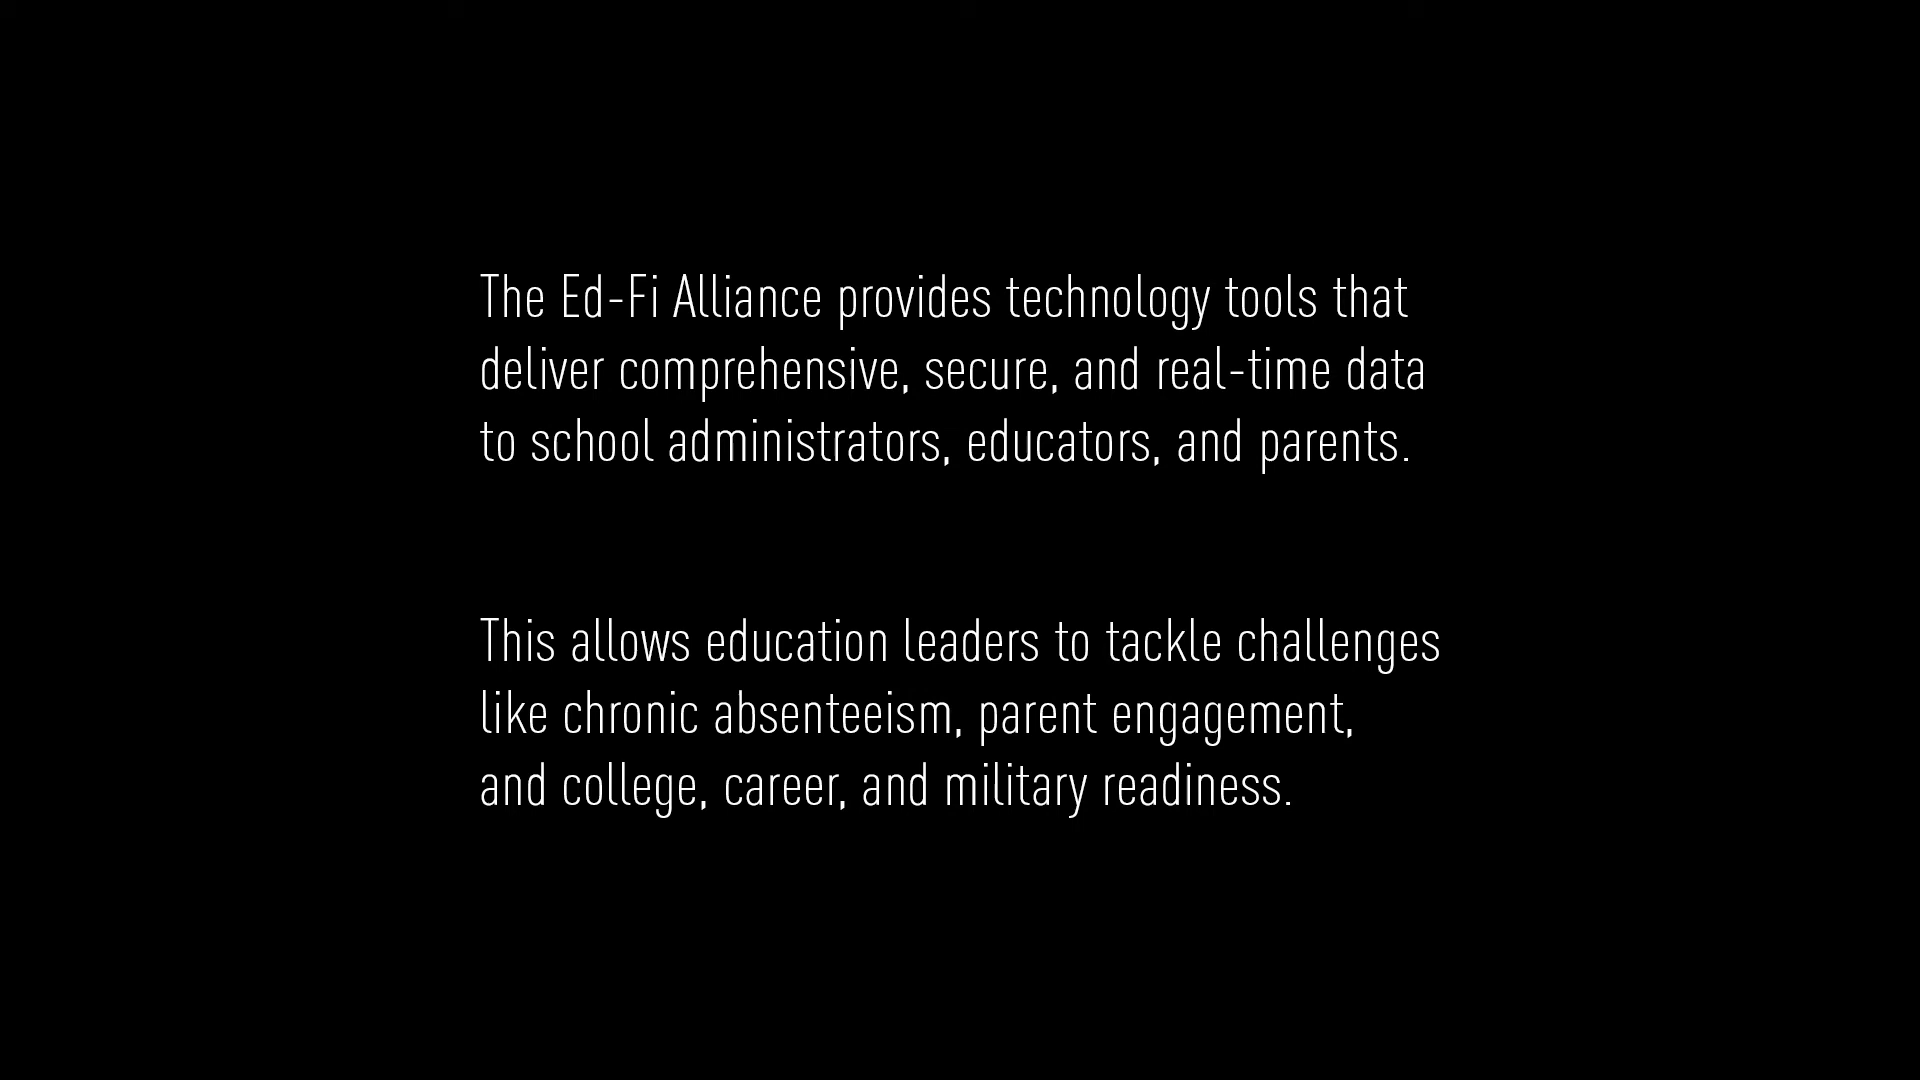 The Ed-Fi Alliance provides technology tools that
deliver comprehensive, secure, and real-time data
to school administrators, educators, and parents.
This allows education leaders to tackle challenges
like chronic absenteeism, parent engagement,
and college, career, and military readiness.